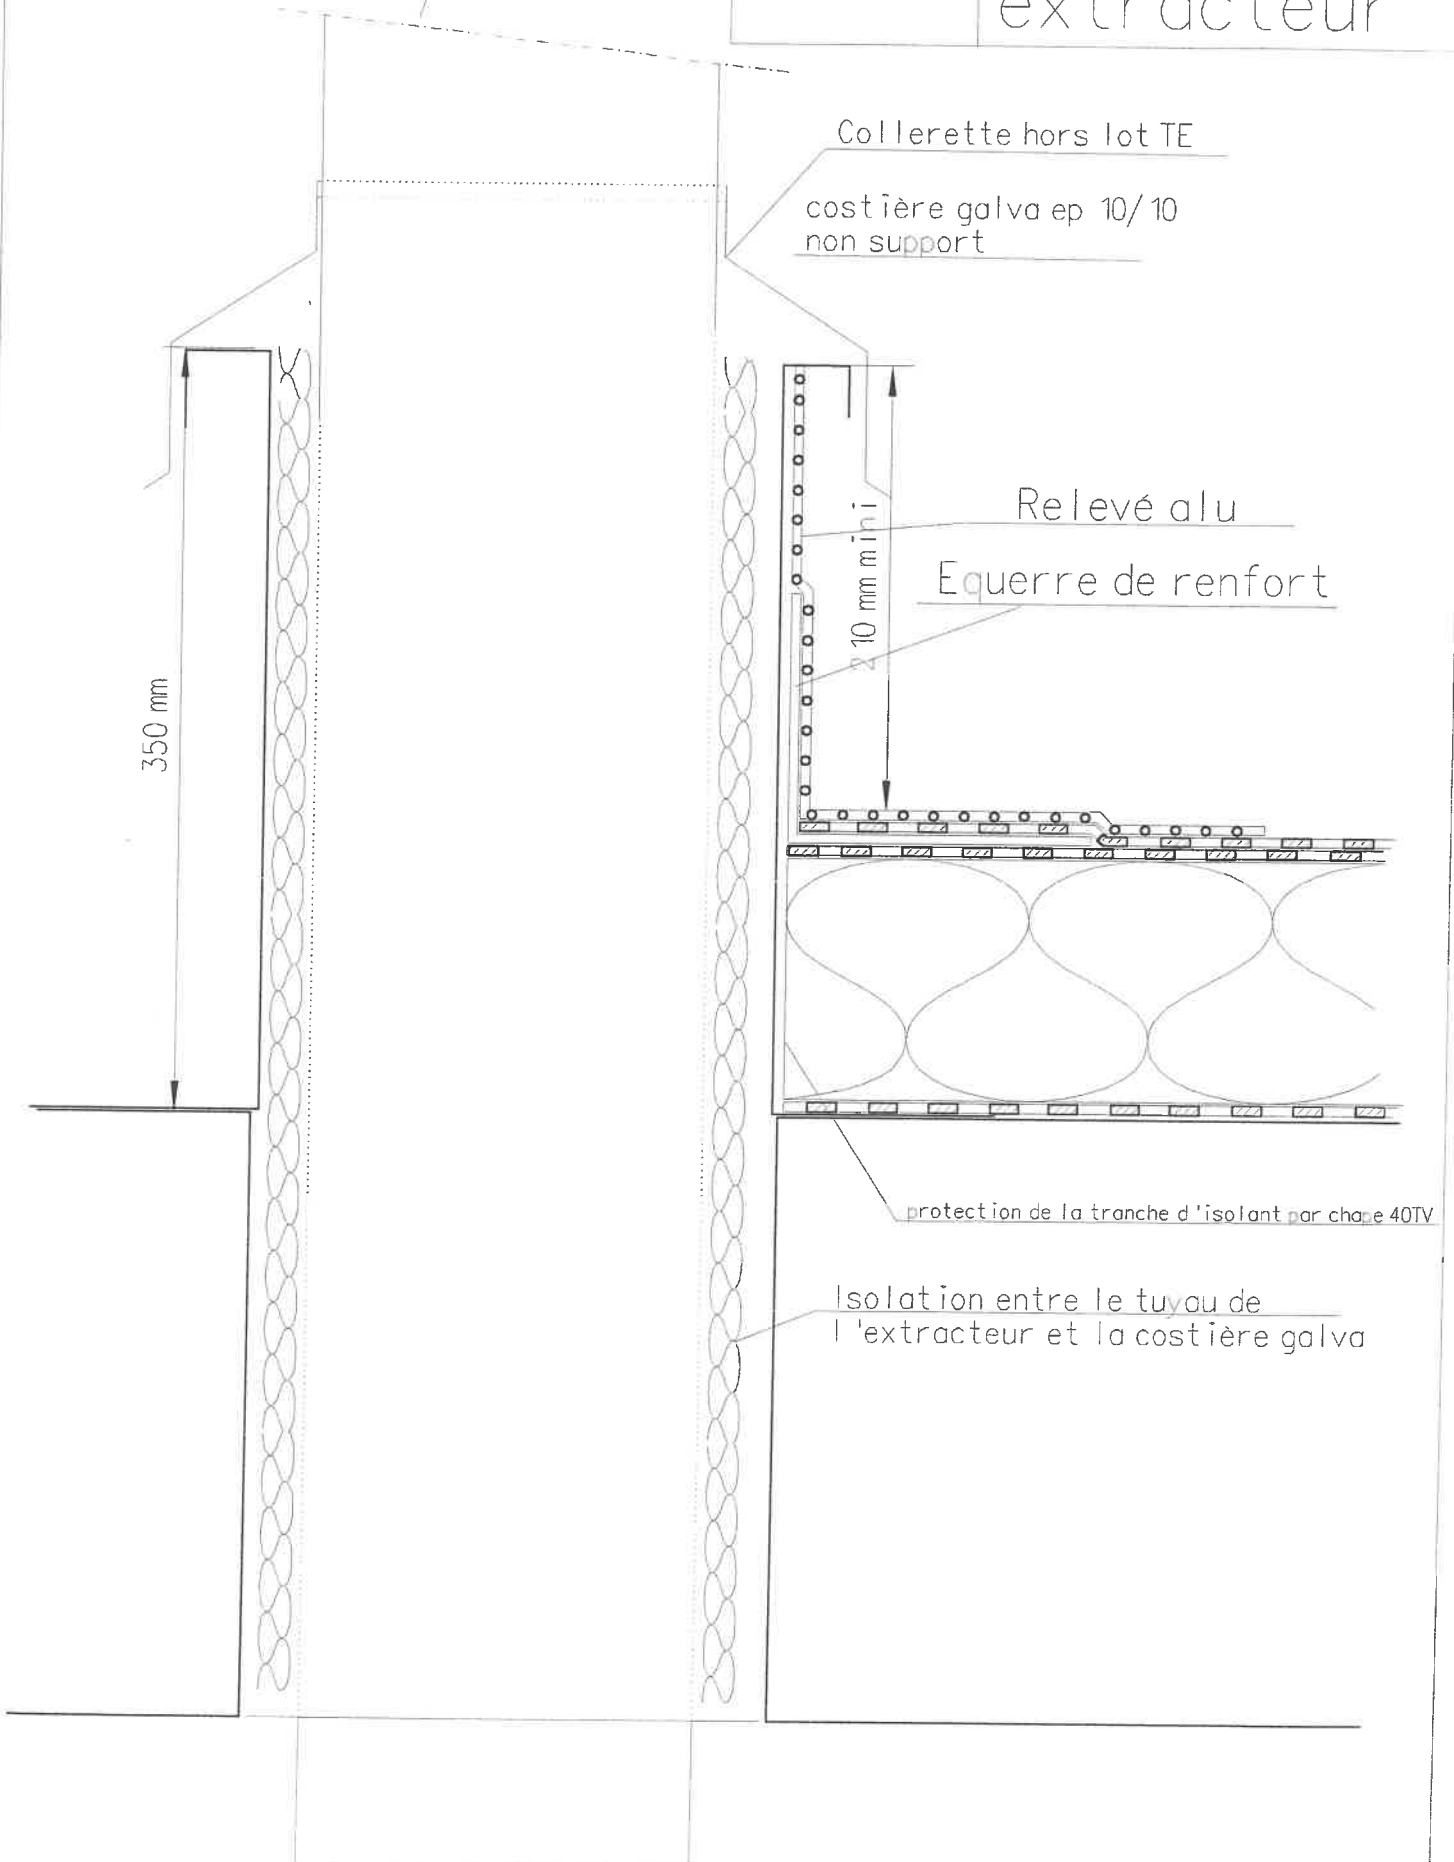 extracteur
Collerette hors lot TE
costière galva ep 10/10
non support
Relevé alu
Equerre de renfort
210 mm mini
350 mm
protection de la tranche d'isolant par chape 40TV
Isolation entre le tuyau de
l'extracteur et la costière galva